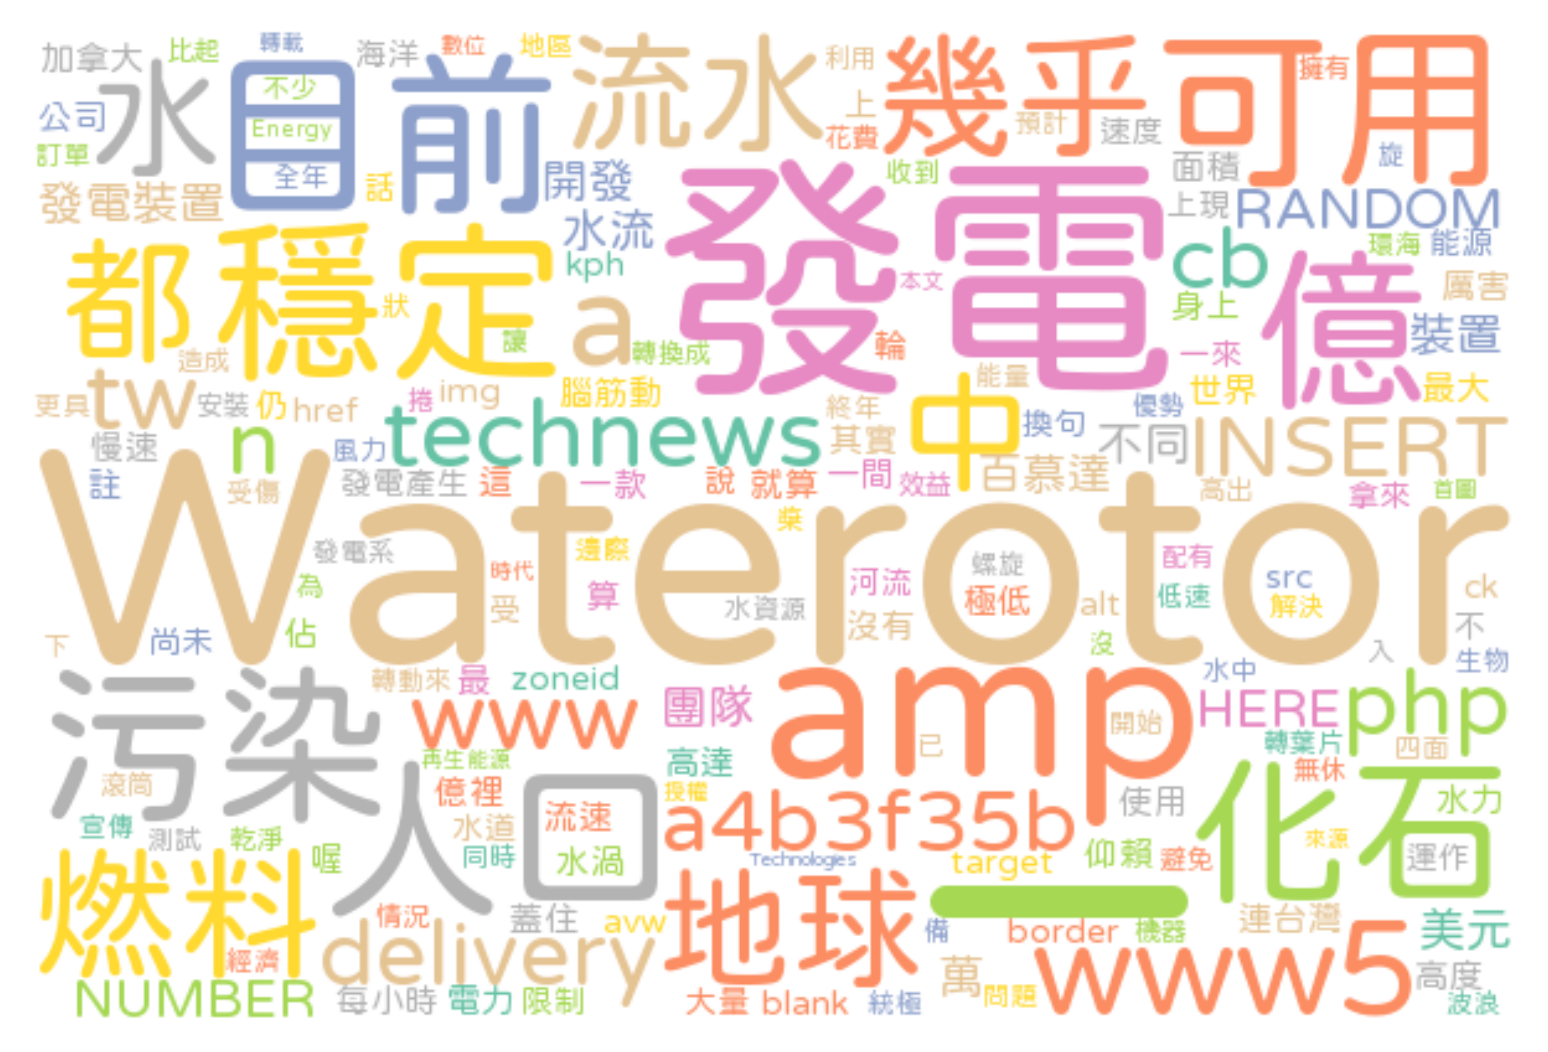 加拿大 比起 轉載 海洋 數位 地區 流水 利用 幾乎 可用 擁有
水 目前 不少 上
公司 Energy 花費 預計 速度 旋
訂單 全年 話 開發 收到 面積
發電裝置 水流 發電 上現 RANDOM
都 穩定 kph cb 環海 能源
狀 a 本文 億 身上 厲害
讓 轉換成 輪 一來 裝置
造成 tw img 腦筋動 能量 世界 最大
更具 安裝 仍 href 捲 technews 終年 中 換句 優勢 INSERT
慢速 n 風力 其實 不同
註 受傷 發電產生 這 一款 說 就算 一間 效益 百慕達 高出 拿來 首圖
Waterotor 槳
發電系 邊際 螺旋 配有
為 時代 算 河流 極低 低速 src ck
受 水資源 沒有 alt 解決
下 尚未 佔 沒 不 入
污染 轉動來 最 zoneid amp 水中 生物
www 團隊 開始 HERE php
再生能源 高達 已 轉葉片 四面
滾筒 人口 億裡 授權 使用 化石 無休 水力
宣傳 測試 乾淨 水道 流速 a4b3f35b 來源
喔 同時 水渦 Technologies target 仰賴 避免 運作
燃料 情況 蓋住 avw 地球 一 連台灣 美元
經濟 delivery 備 border 機器
NUMBER 每小時 電力 限制 大量 blank 統極 萬 問題 www5 高度 波浪